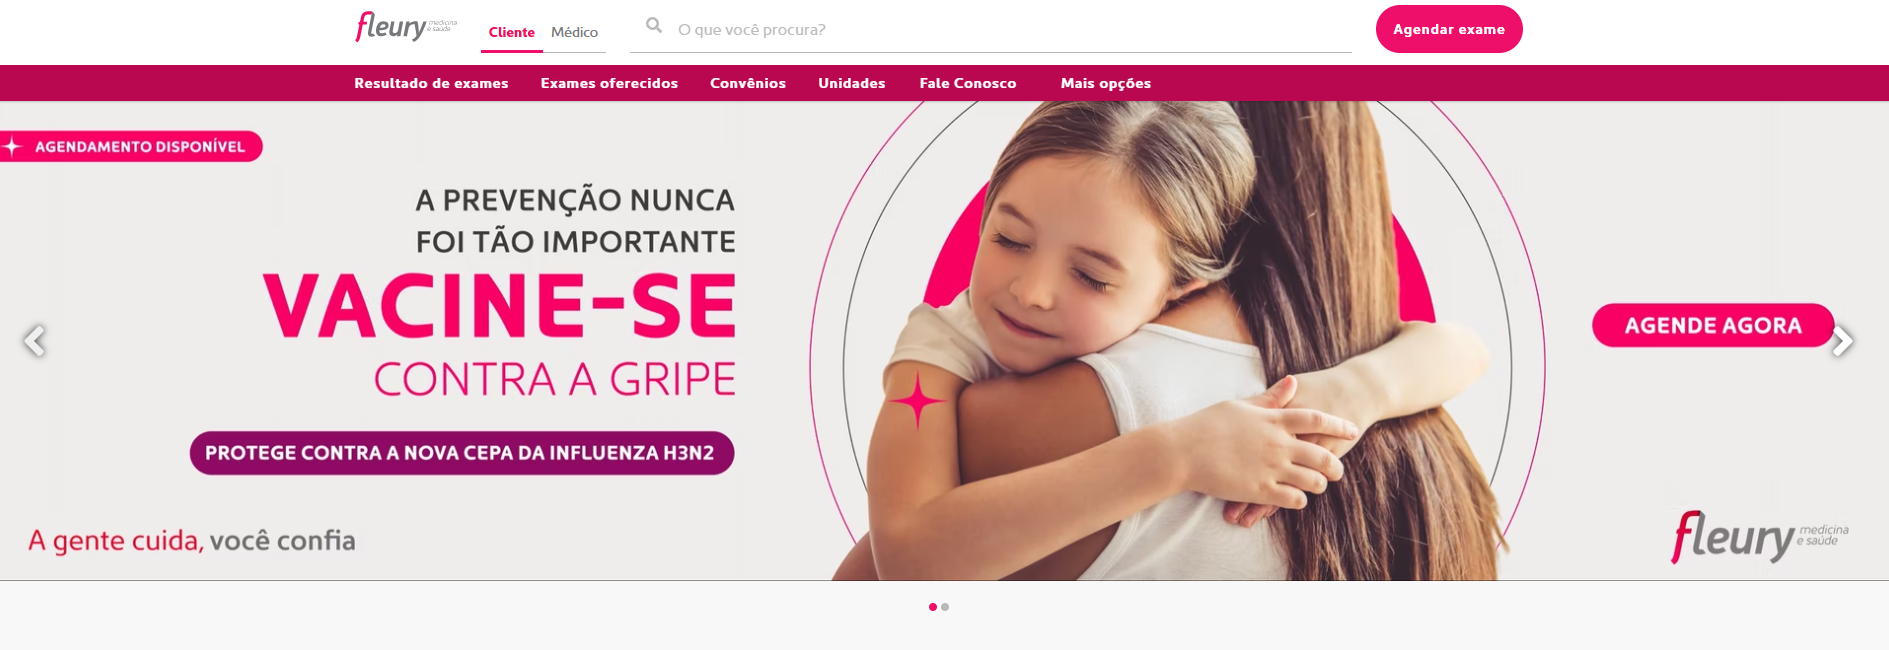 fleury medicina e saúde
Cliente Médico
O que você procura?
Agendar exame
Resultado de exames Exames oferecidos Convênios Unidades Fale Conosco Mais opções
AGENDAMENTO DISPONÍVEL
A PREVENÇÃO NUNCA
FOI TÃO IMPORTANTE
VACINE-SE
CONTRA A GRIPE
PROTEGE CONTRA A NOVA CEPA DA INFLUENZA H3N2
AGENDE AGORA
A gente cuida, você confia
fleury medicina
e saúde